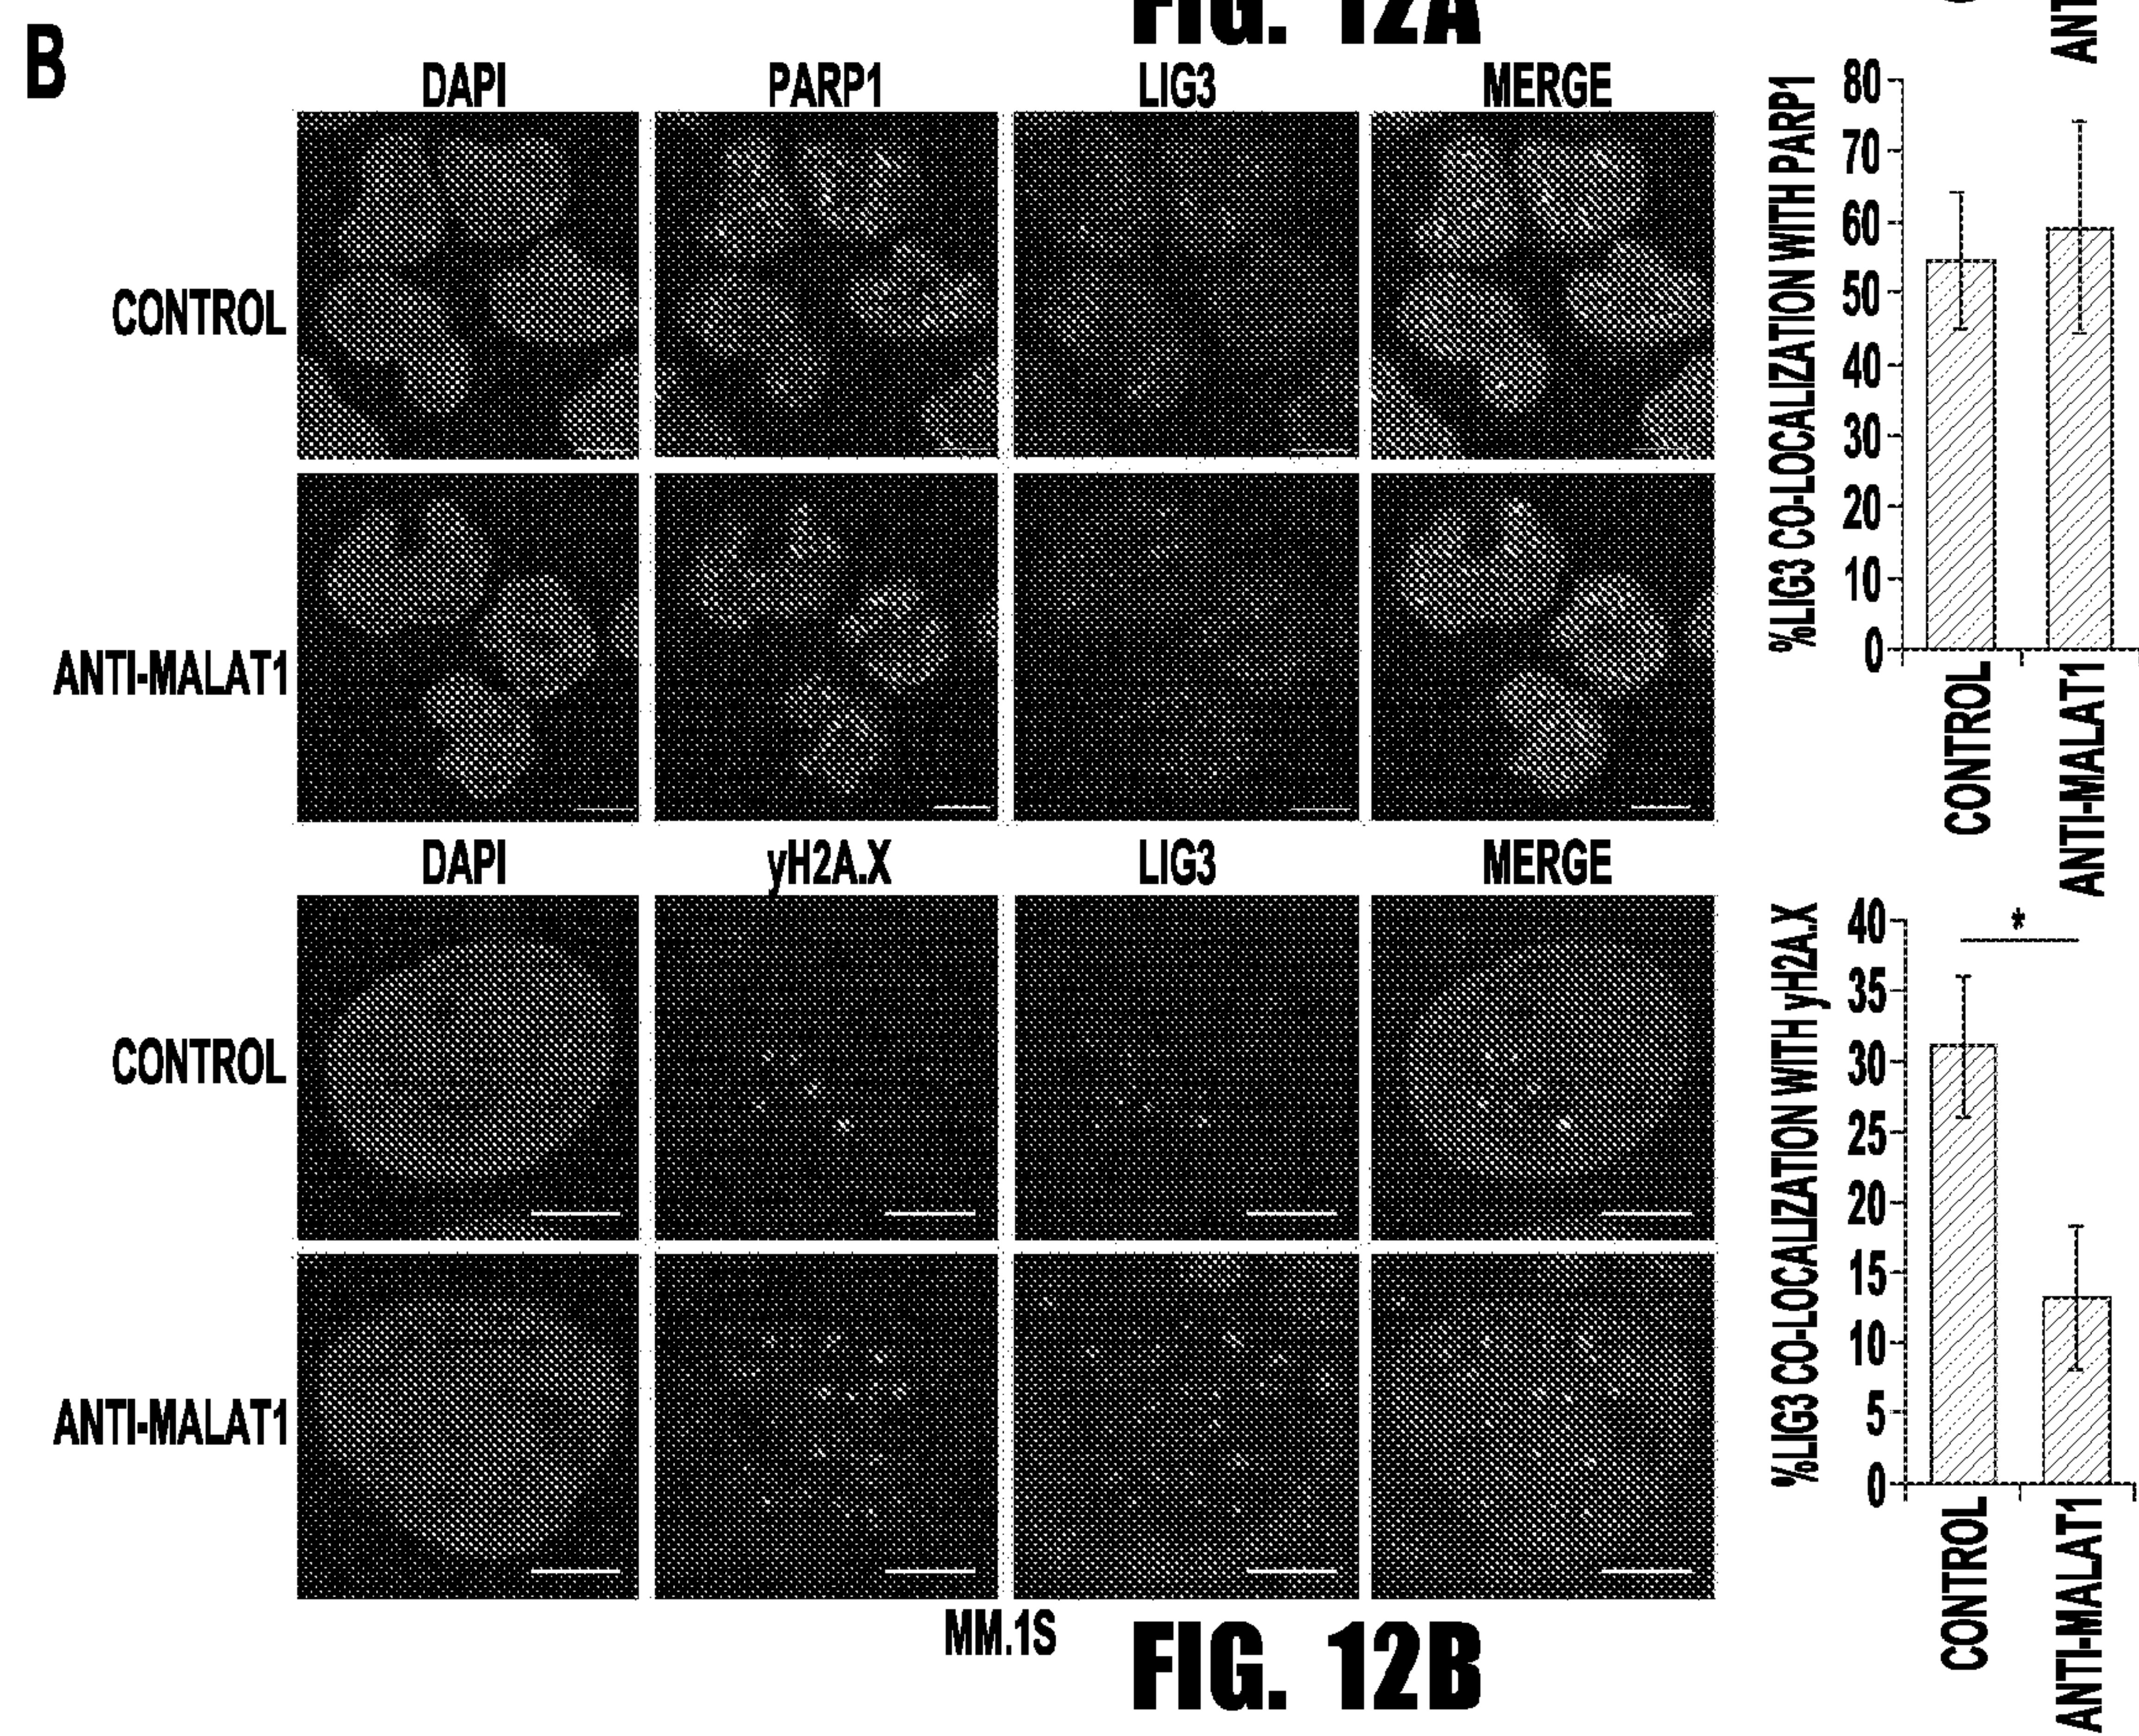 FIG. 12A
ANT
B
DAPI PARP1 LIG3 MERGE
CONTROL
ANTI-MALAT1
%LIG3 CO-LOCALIZATION WITH PARP1
80
70
60
50
40
30
20
10
0
CONTROL
ANTI-MALAT1
DAPI yH2A.X LIG3 MERGE
CONTROL
ANTI-MALAT1
%LIG3 CO-LOCALIZATION WITH yH2A.X
40
35
30
25
20
15
10
5
0
*
CONTROL
ANTI-MALAT1
MM.1S
FIG. 12B